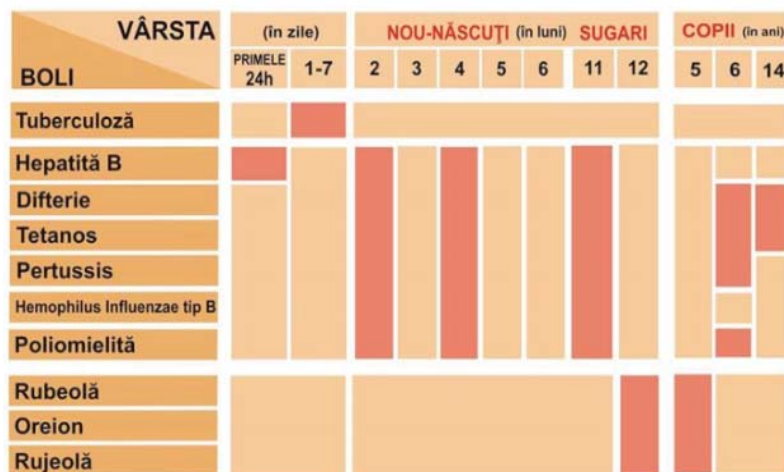 VÂRSTA
BOLI
(în zile)
NOU-NĂSCUŢI (în luni) SUGARI
COPII (în ani)
PRIMELE
24h
1-7
2
3
4
5
6
11
12
5
6
14
Tuberculoză
Hepatită B
Difterie
Tetanos
Pertussis
Hemophilus Influenzae tip B
Poliomielită
Rubeolă
Oreion
Rujeolă